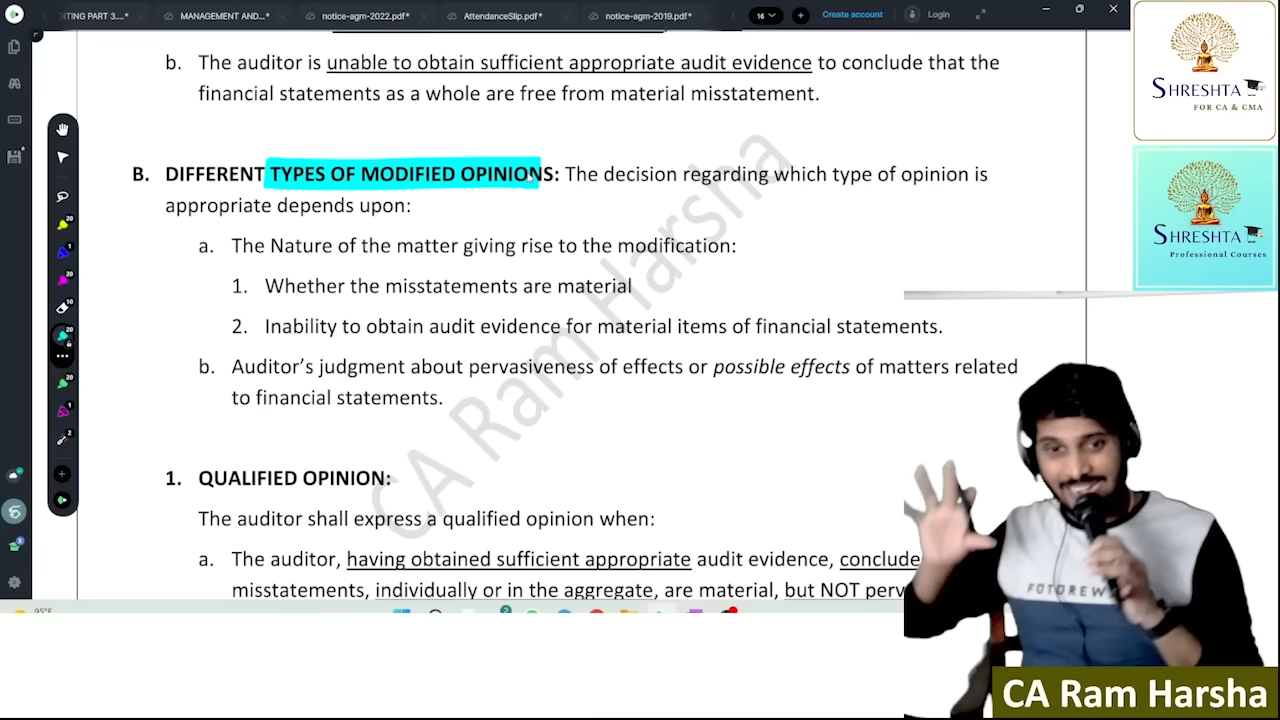 ITING PART 3....
MANAGEMENT AND...*
notice-agm-2022.pdf*
AttendanceSlip.pdf*
notice-agm-2019.pdf*
16
Create account
Login
b. The auditor is unable to obtain sufficient appropriate audit evidence to conclude that the
financial statements as a whole are free from material misstatement.
B. DIFFERENT TYPES OF MODIFIED OPINIONS: The decision regarding which type of opinion is
appropriate depends upon:
a. The Nature of the matter giving rise to the modification:
1. Whether the misstatements are material
2. Inability to obtain audit evidence for material items of financial statements.
b. Auditor's judgment about pervasiveness of effects or possible effects of matters related
to financial statements.
1. QUALIFIED OPINION:
The auditor shall express a qualified opinion when:
a. The auditor, having obtained sufficient appropriate audit evidence, conclude
misstatements, individually or in the aggregate, are material, but NOT perv
CA Ram Harsha
SHRESHTA
FOR CA & CMA
SHRESHTA
Professional Courses
FOTOREW
CA Ram Harsha